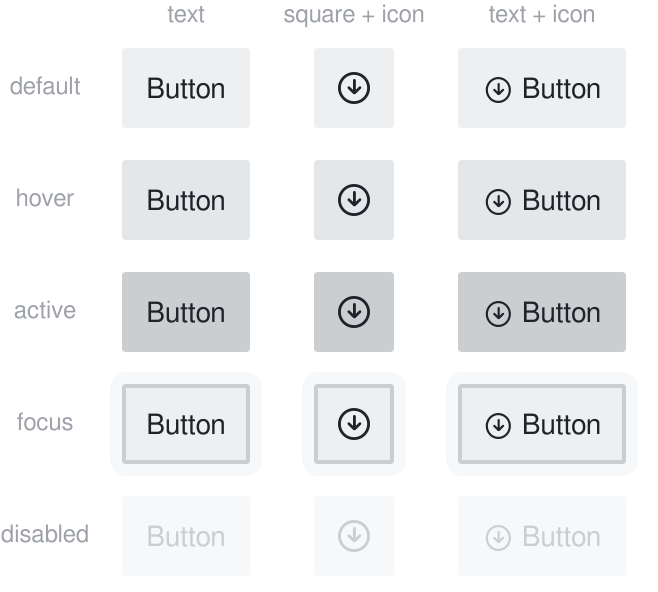 text square + icon text + icon
default Button Button
hover Button Button
active Button Button
focus Button Button
disabled Button Button